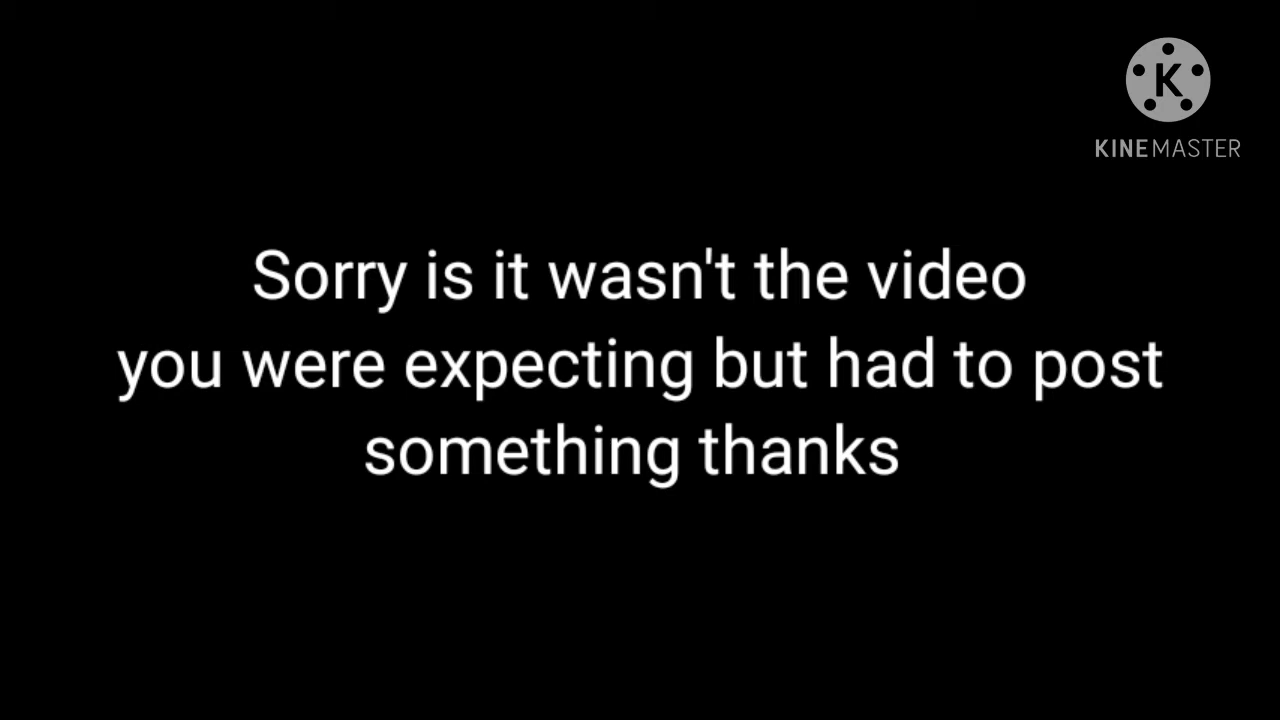 K
KINEMASTER
Sorry is it wasn't the video
you were expecting but had to post
something thanks